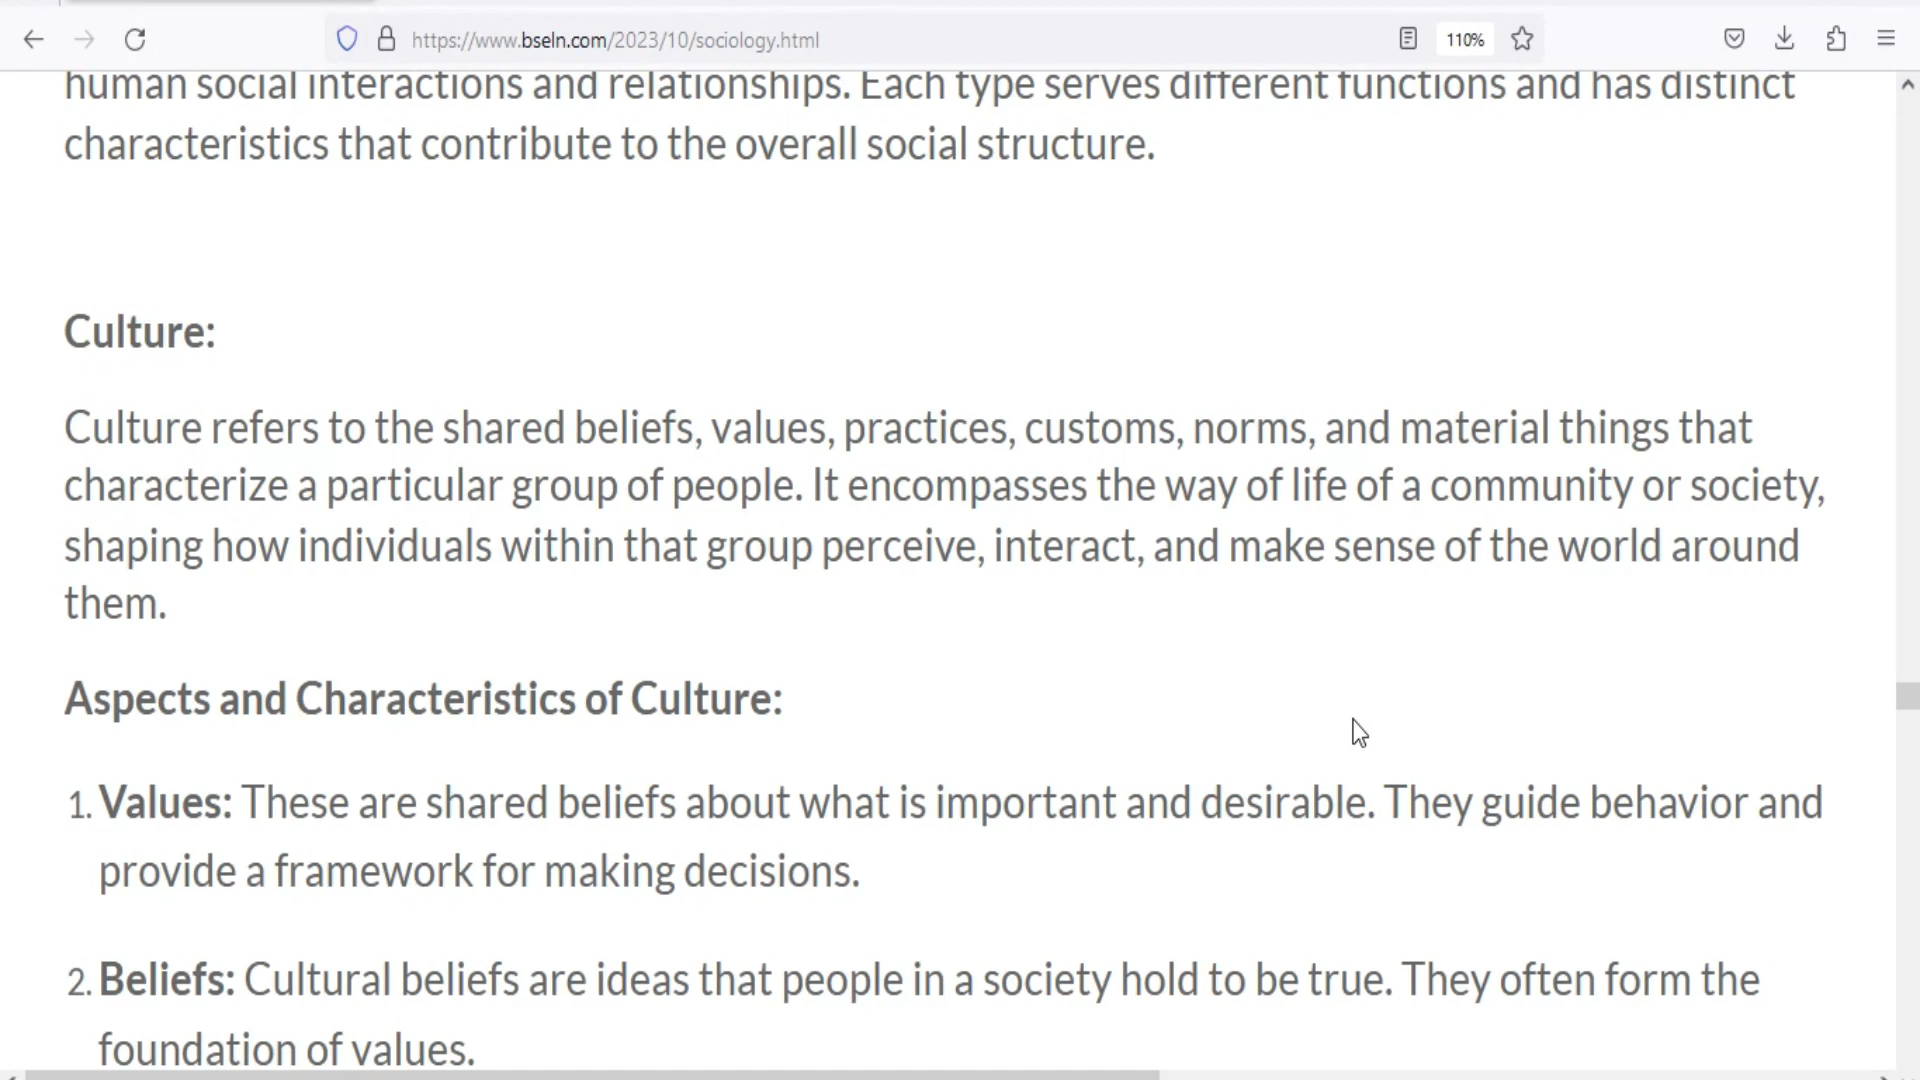 https://www.bseln.com/2023/10/sociology.html
110%
human social interactions and relationships. Each type serves different functions and has distinct
characteristics that contribute to the overall social structure.
Culture:
Culture refers to the shared beliefs, values, practices, customs, norms, and material things that
characterize a particular group of people. It encompasses the way of life of a community or society,
shaping how individuals within that group perceive, interact, and make sense of the world around
them.
Aspects and Characteristics of Culture:
1. Values: These are shared beliefs about what is important and desirable. They guide behavior and
provide a framework for making decisions.
2. Beliefs: Cultural beliefs are ideas that people in a society hold to be true. They often form the
foundation of values.